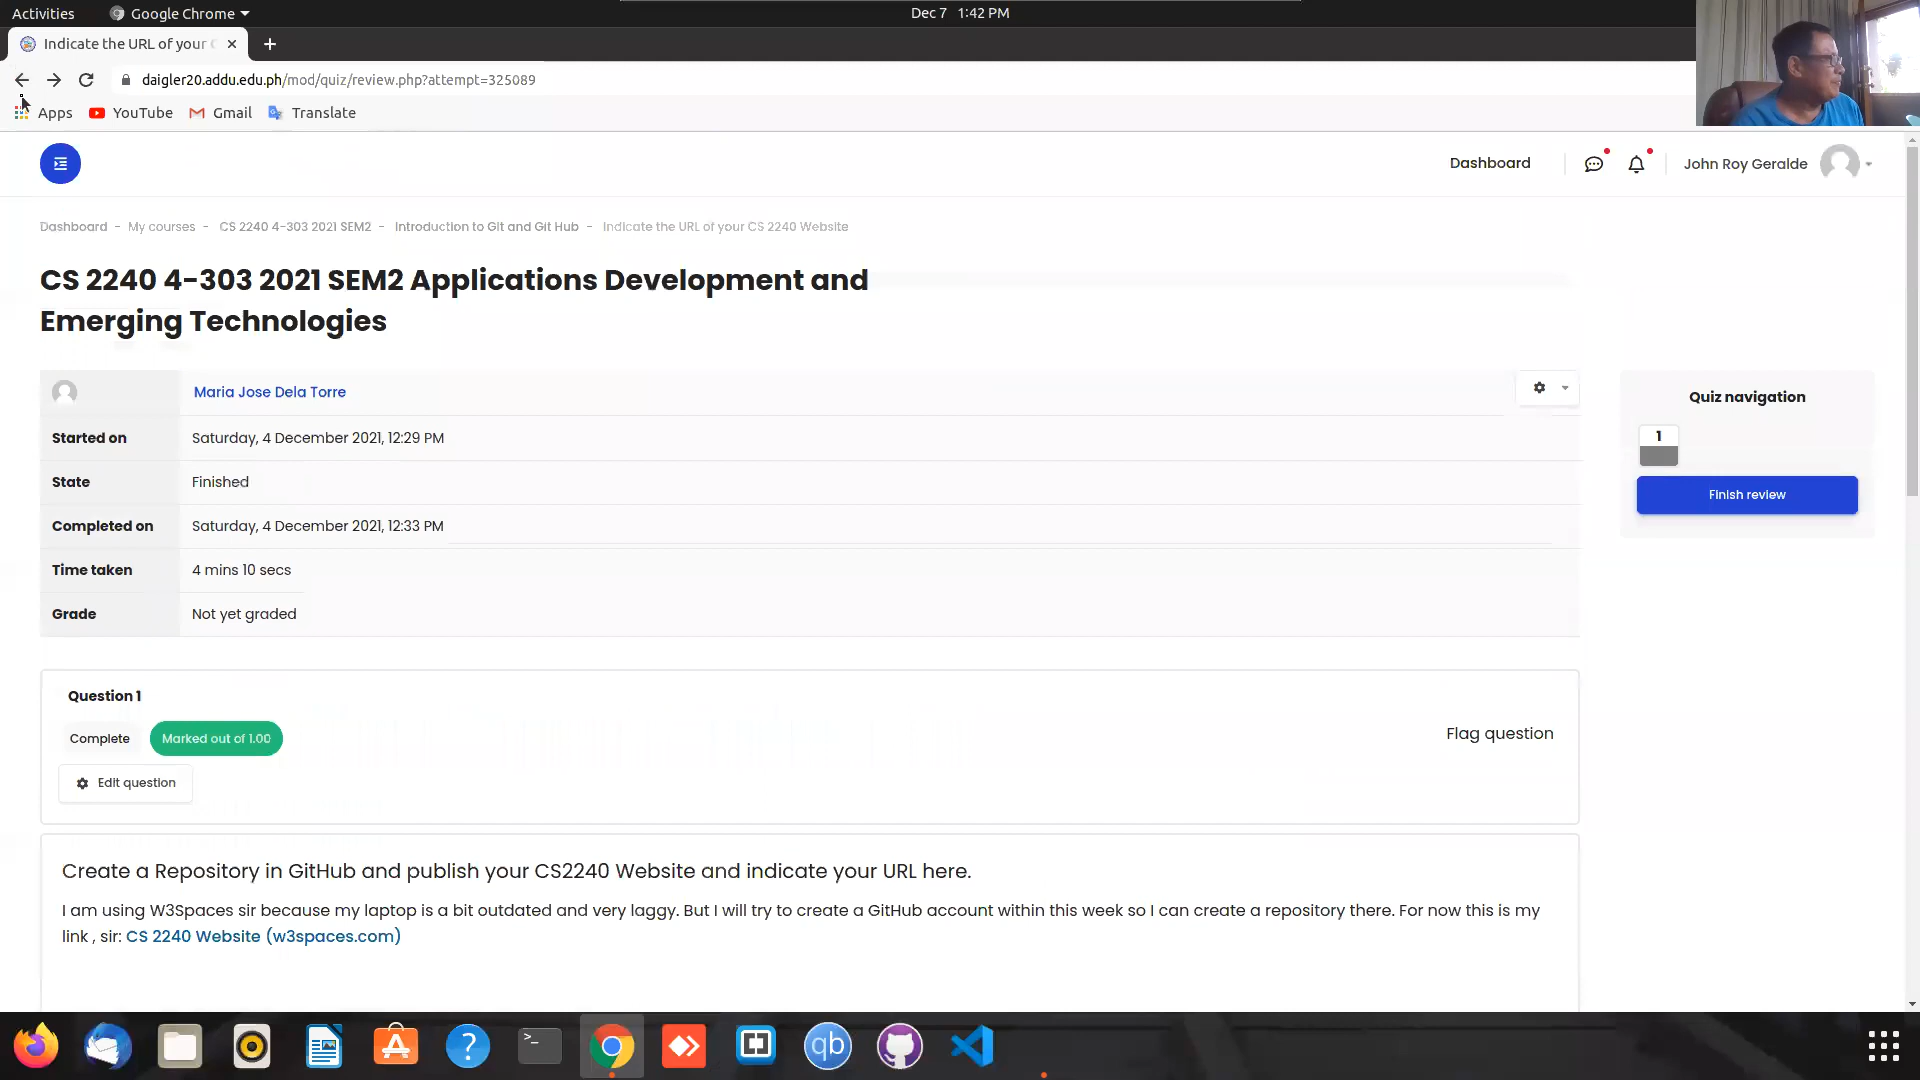 Activities Google Chrome Dec 7 1:42 PM
Indicate the URL of your
daigler20.addu.edu.ph/mod/quiz/review.php?attempt=325089
Apps YouTube Gmail Translate
Dashboard John Roy Geralde
Dashboard - My courses - CS 2240 4-303 2021 SEM2 - Introduction to Git and Git Hub - Indicate the URL of your CS 2240 Website
CS 2240 4-303 2021 SEM2 Applications Development and
Emerging Technologies
Maria Jose Dela Torre
Quiz navigation
Started on Saturday, 4 December 2021, 12:29 PM
1
State Finished
Finish review
Completed on Saturday, 4 December 2021, 12:33 PM
Time taken 4 mins 10 secs
Grade Not yet graded
Question 1
Complete Marked out of 1.00
Flag question
Edit question
Create a Repository in GitHub and publish your CS2240 Website and indicate your URL here.
I am using W3Spaces sir because my laptop is a bit outdated and very laggy. But I will try to create a GitHub account within this week so I can create a repository there. For now this is my
link , sir: CS 2240 Website (w3spaces.com)
A ? >_ qb